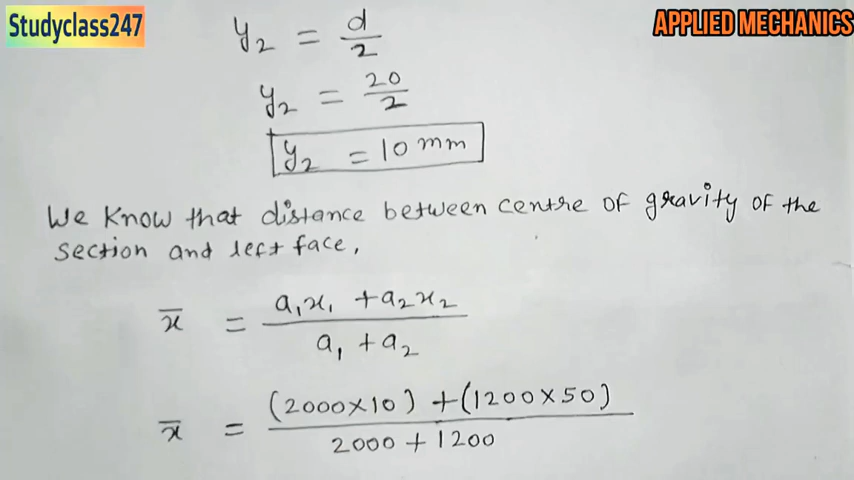 Studyclass247
APPLIED MECHANICS
y₂ = d/2
y₂ = 20/2
y₂ = 10 mm
We know that distance between centre of gravity of the
section and left face,
x̄ = (a₁x₁ + a₂x₂)/(a₁ + a₂)
x̄ = ((2000×10) + (1200×50))/(2000 + 1200)